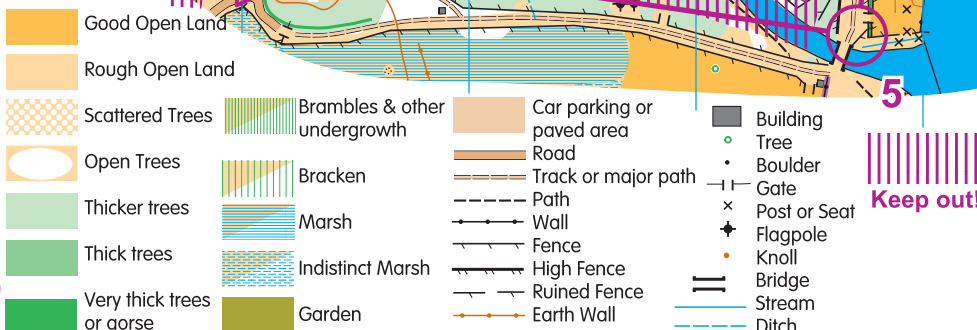 Good Open Land
Rough Open Land
Scattered Trees
Open Trees
Thicker trees
Thick trees
Very thick trees
or gorse
Brambles & other
undergrowth
Bracken
Marsh
Indistinct Marsh
Garden
Car parking or
paved area
Road
Track or major path
Path
Wall
Fence
High Fence
Ruined Fence
Earth Wall
Building
Tree
Boulder
Gate
Post or Seat
Flagpole
Knoll
Bridge
Stream
Ditch
5
Keep out!